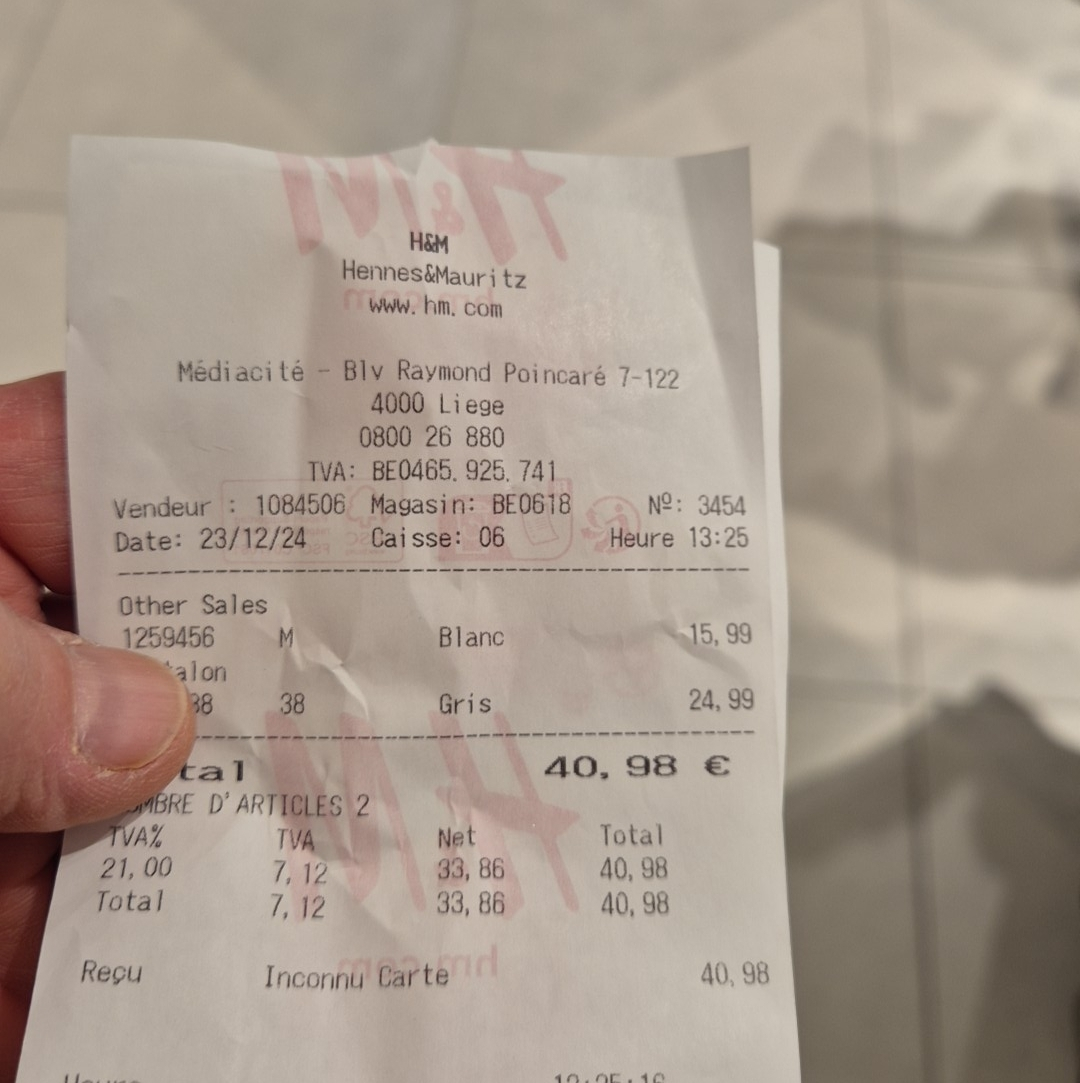 H&M
Hennes&Mauritz
www.hm.com
Médiacité - Blv Raymond Poincaré 7-122
4000 Liege
0800 26 880
TVA: BE0465.925.741
Vendeur : 1084506 Magasin: BE0618 Nº: 3454
Date: 23/12/24 Caisse: 06 Heure 13:25
Other Sales
1259456 M Blanc 15,99
38 Gris 24,99
40,98 €
D'ARTICLES 2
TVA% TVA Net Total
21,00 7,12 33,86 40,98
Total 7,12 33,86 40,98
Reçu Inconnu Carte 40,98